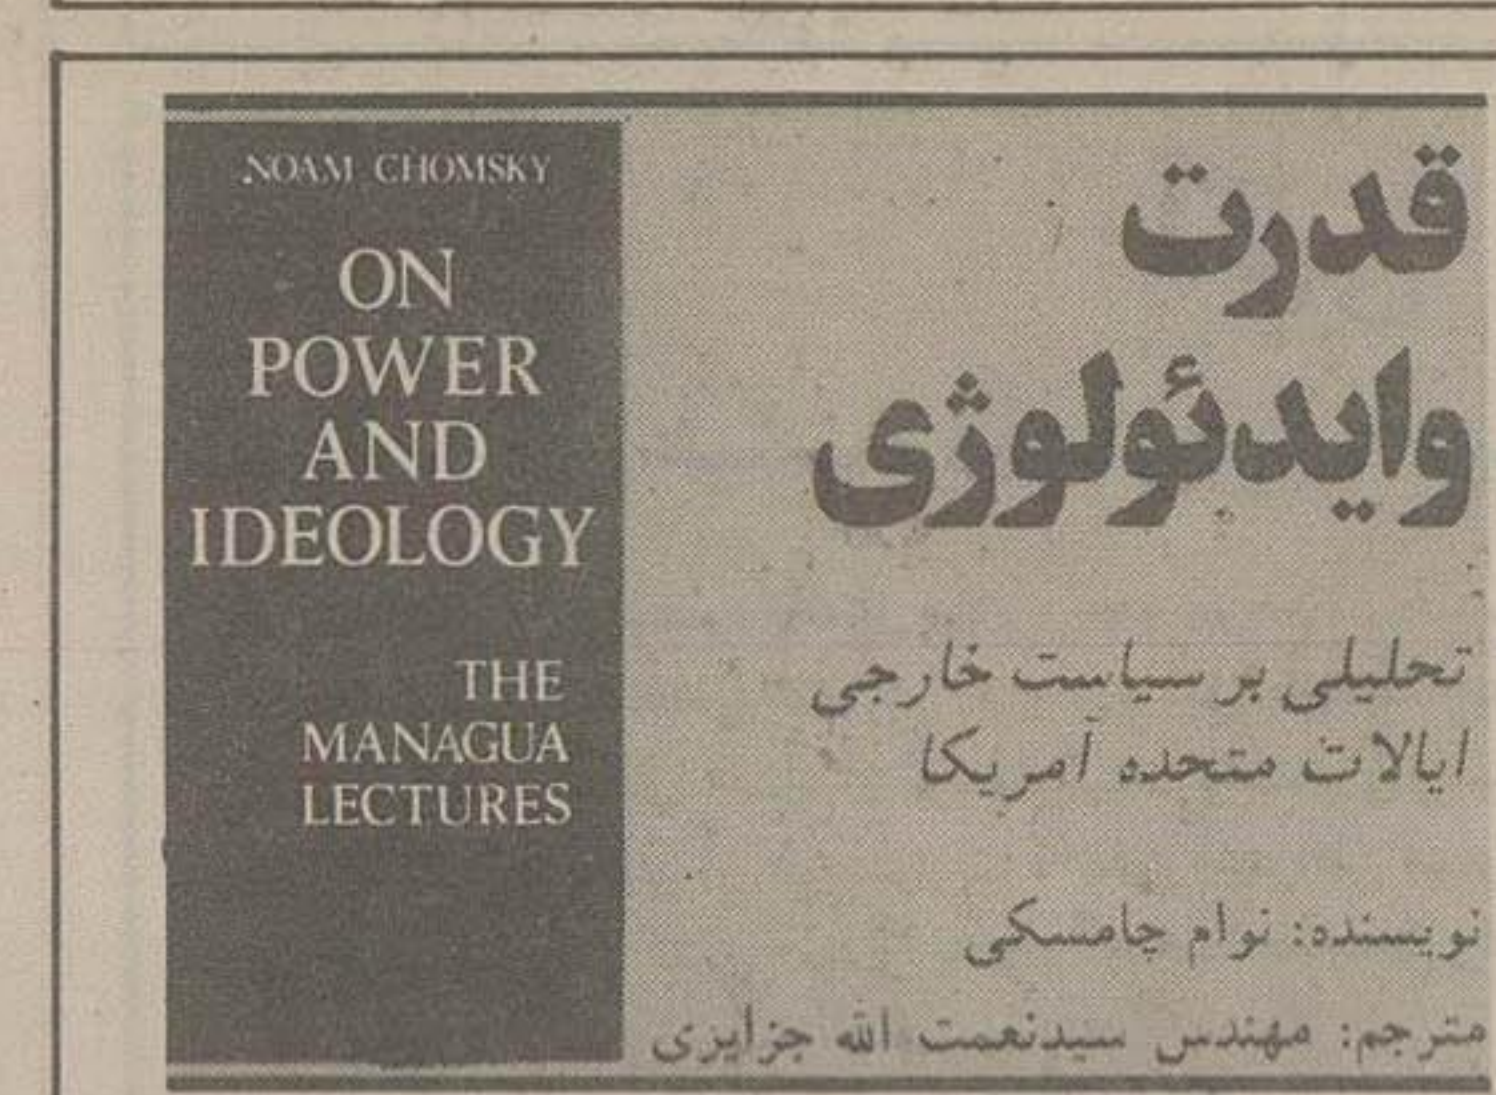 NOAM CHOMSKY
ON
POWER
AND
IDEOLOGY
THE
MANAGUA
LECTURES
قدرت
وایدئولوژی
تحلیلی بر سیاست خارجی
ایالات متحده آمریکا
نویسنده: نوام چامسکی
مترجم: مهندس سیدنعمت الله جزایری